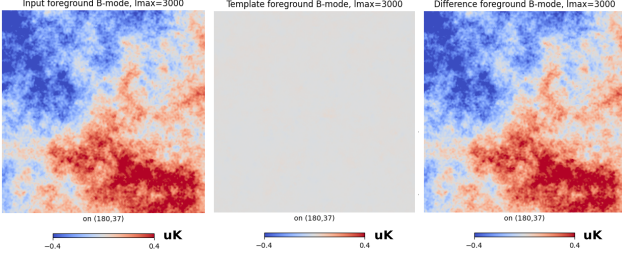 Input foreground B-mode, lmax=3000
Template foreground B-mode, lmax=3000
Difference foreground B-mode, lmax=3000
on (180,37)
on (180,37)
on (180,37)
−0.4
0.4
uK
−0.4
0.4
uK
−0.4
0.4
uK